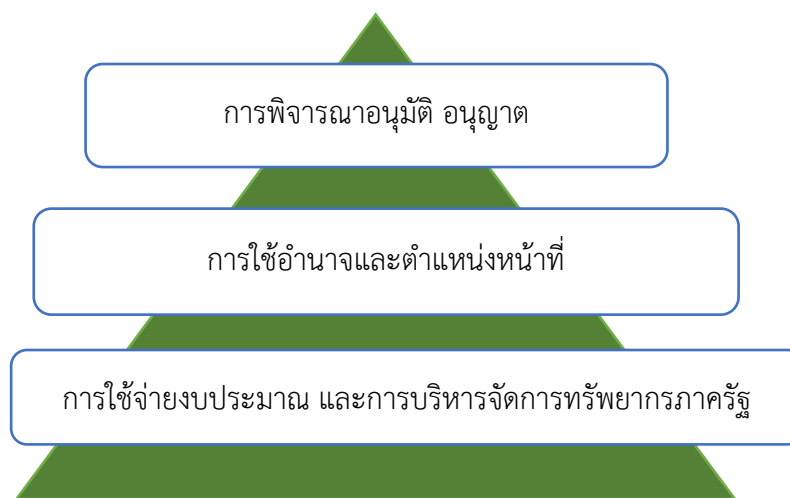 การพิจารณาอนุมัติ อนุญาต
การใช้อำนาจและตำแหน่งหน้าที่
การใช้จ่ายงบประมาณ และการบริหารจัดการทรัพยากรภาครัฐ